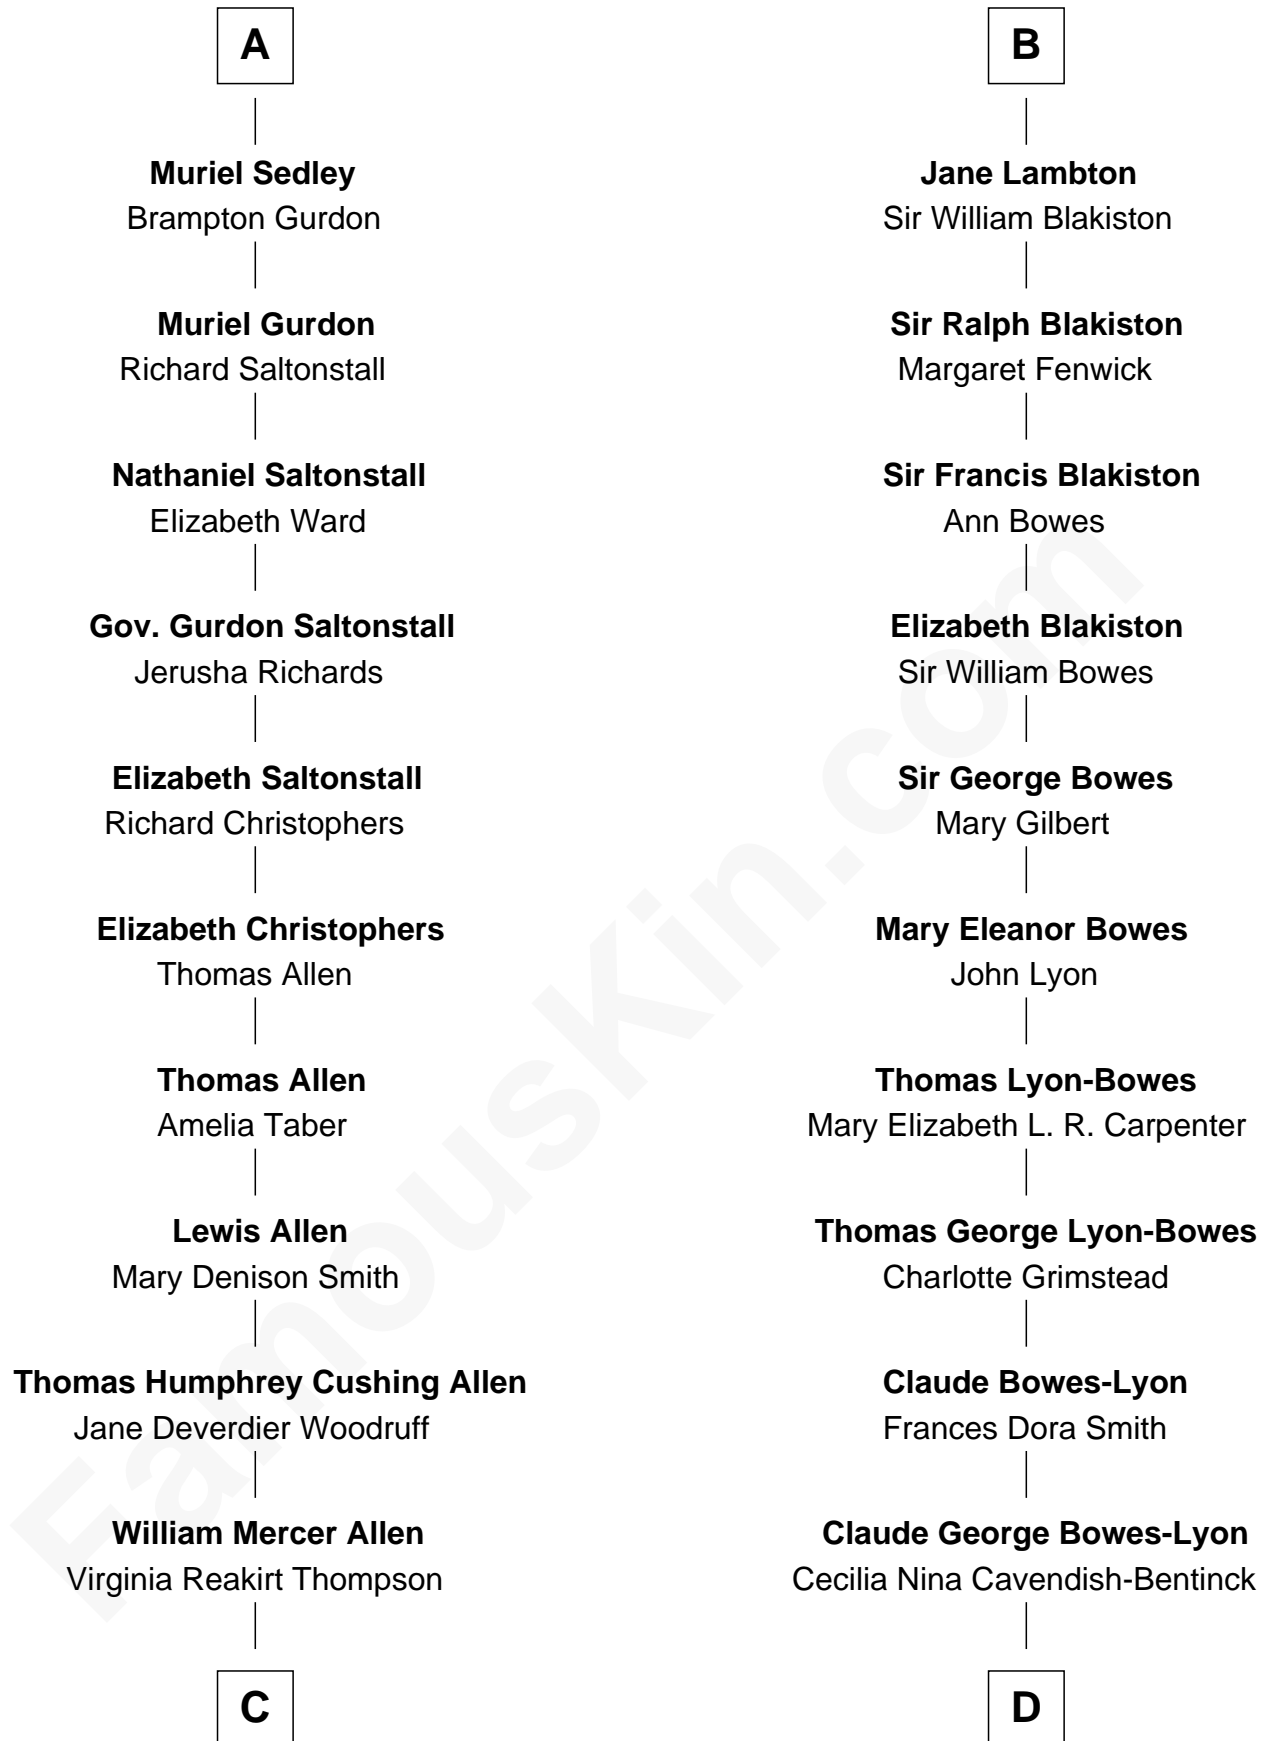 A
Muriel Sedley
Brampton Gurdon
Muriel Gurdon
Richard Saltonstall
Nathaniel Saltonstall
Elizabeth Ward
Gov. Gurdon Saltonstall
Jerusha Richards
Elizabeth Saltonstall
Richard Christophers
Elizabeth Christophers
Thomas Allen
Thomas Allen
Amelia Taber
Lewis Allen
Mary Denison Smith
Thomas Humphrey Cushing Allen
Jane Deverdier Woodruff
William Mercer Allen
Virginia Reakirt Thompson
C
B
Jane Lambton
Sir William Blakiston
Sir Ralph Blakiston
Margaret Fenwick
Sir Francis Blakiston
Ann Bowes
Elizabeth Blakiston
Sir William Bowes
Sir George Bowes
Mary Gilbert
Mary Eleanor Bowes
John Lyon
Thomas Lyon-Bowes
Mary Elizabeth L. R. Carpenter
Thomas George Lyon-Bowes
Charlotte Grimstead
Claude Bowes-Lyon
Frances Dora Smith
Claude George Bowes-Lyon
Cecilia Nina Cavendish-Bentinck
D
FamousKin.com